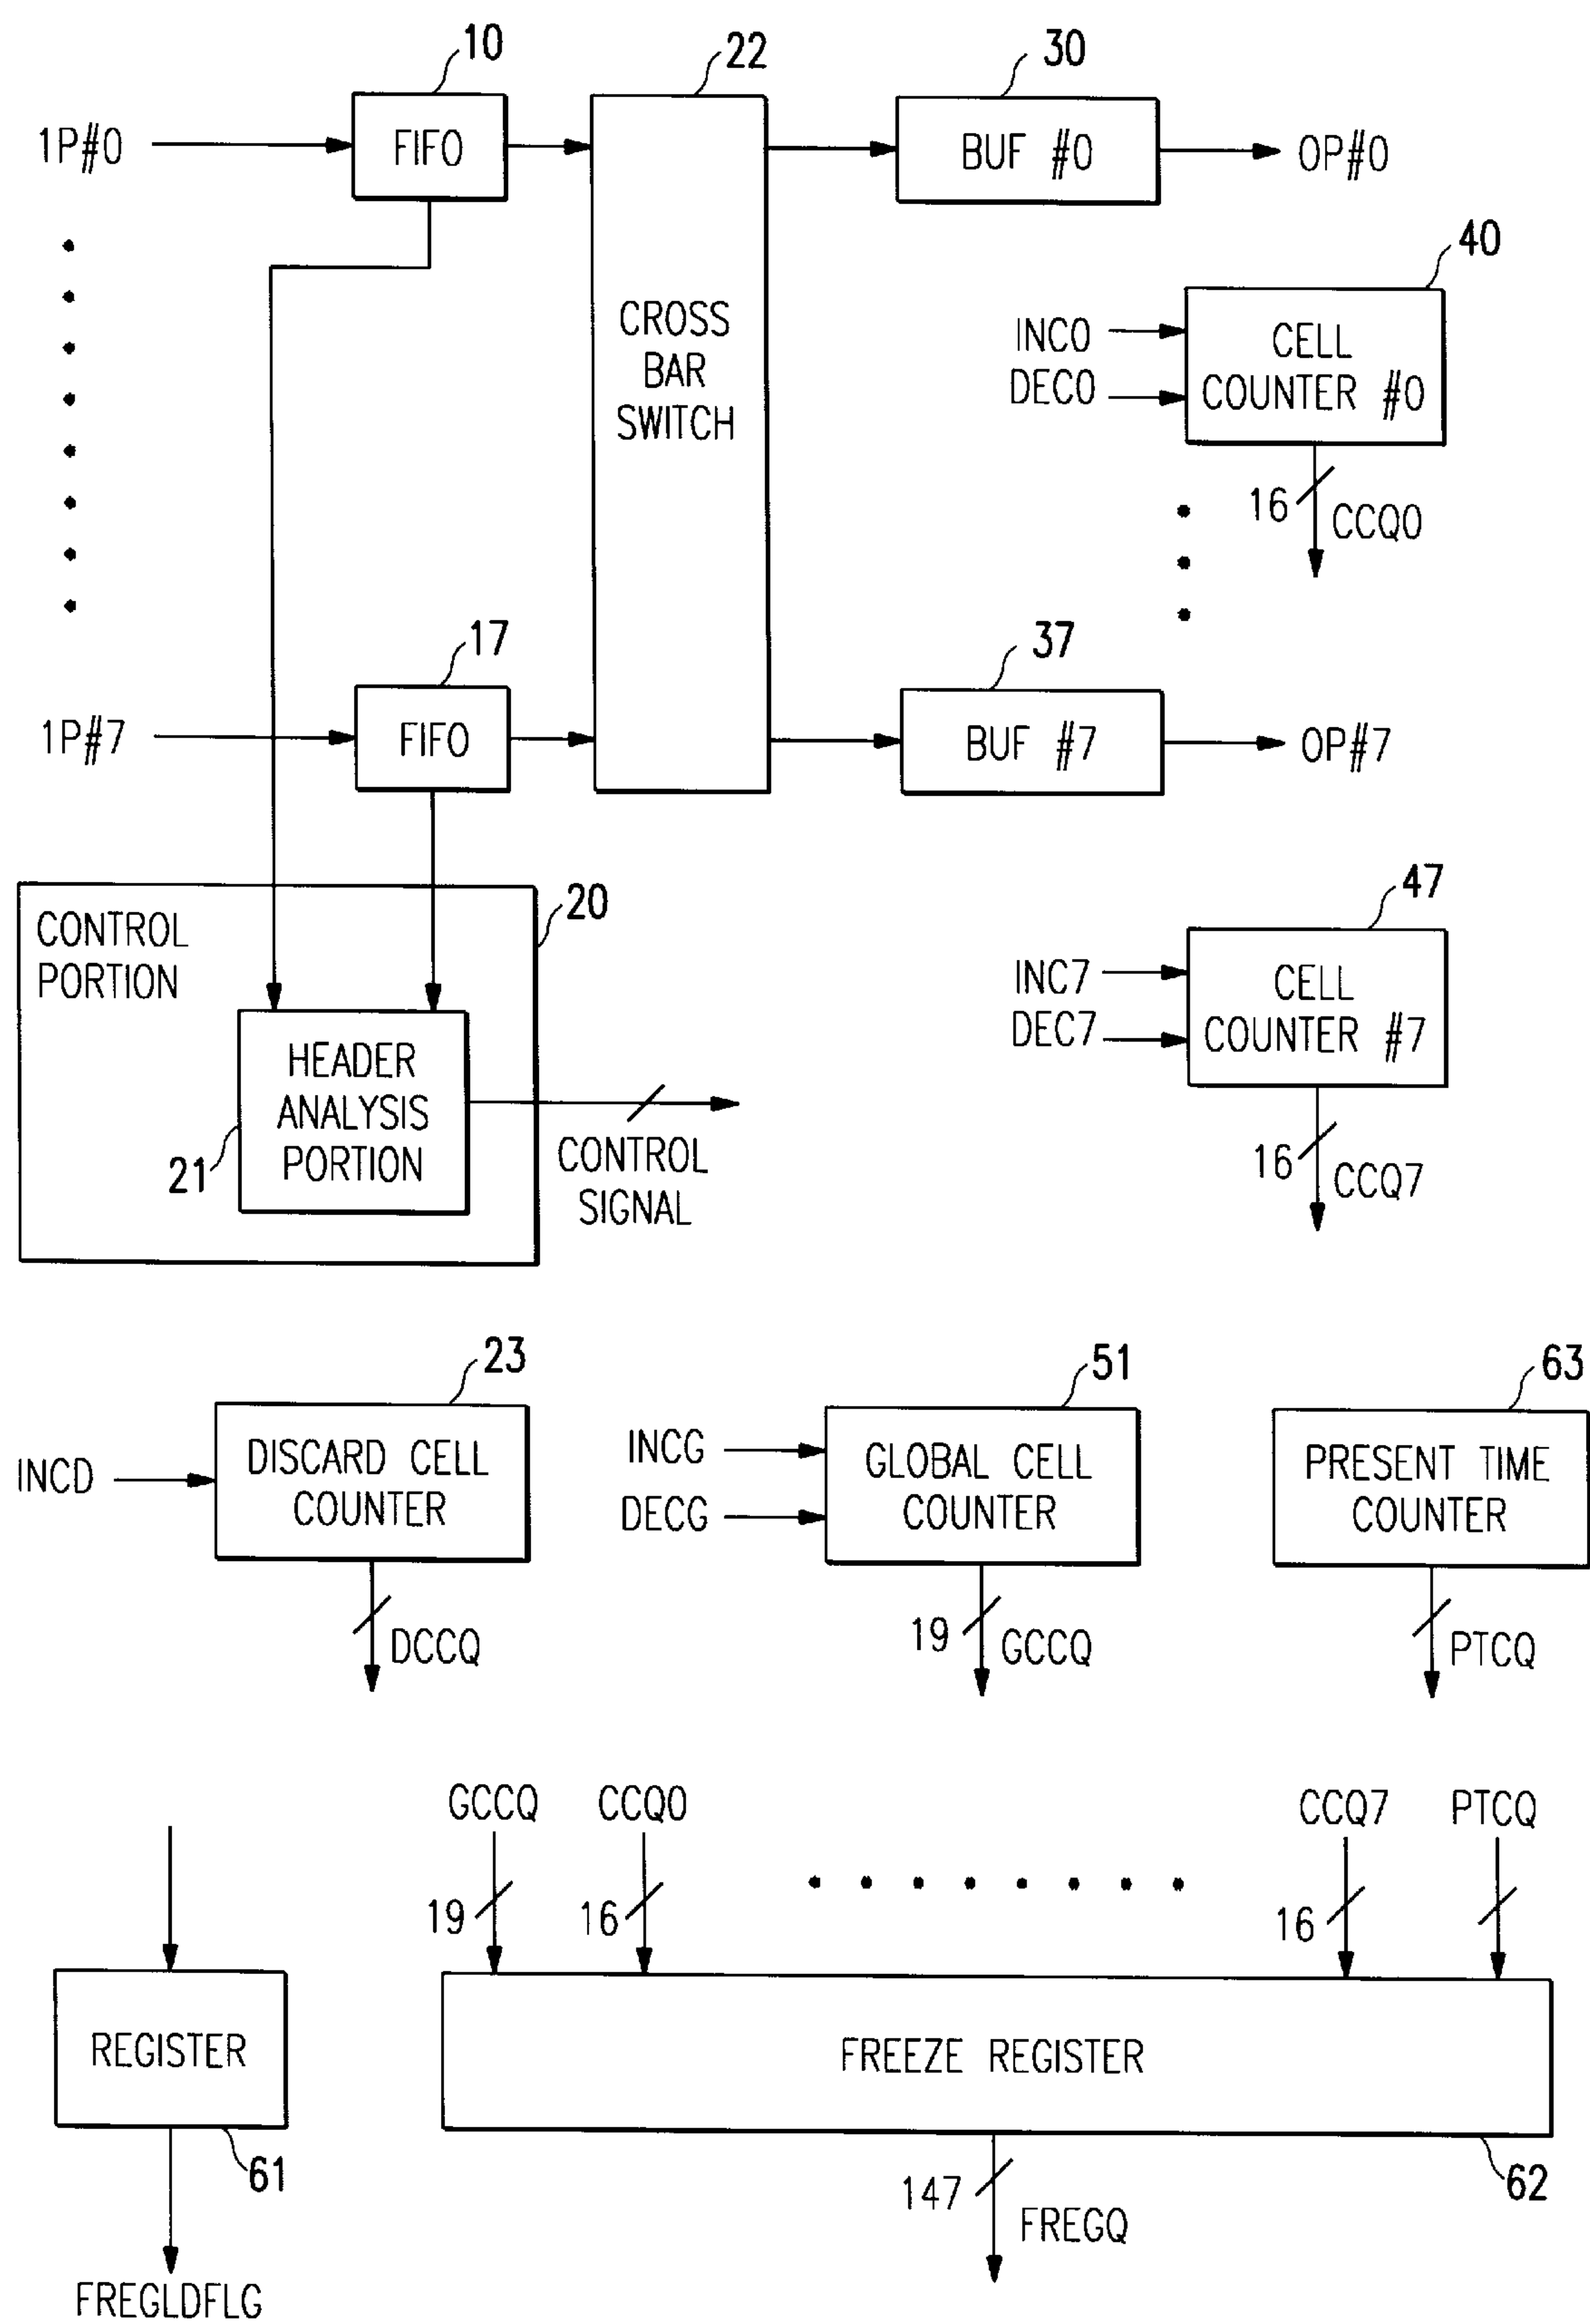 10
22
30
1P#0
FIFO
BUF #0
OP#0
40
CROSS
BAR
SWITCH
INC0
DEC0
CELL
COUNTER #0
16
CCQ0
17
37
1P#7
FIFO
BUF #7
OP#7
20
47
CONTROL
PORTION
INC7
DEC7
CELL
COUNTER #7
HEADER
ANALYSIS
PORTION
21
CONTROL
SIGNAL
16
CCQ7
23
51
63
INCD
DISCARD CELL
COUNTER
INCG
DECG
GLOBAL CELL
COUNTER
PRESENT TIME
COUNTER
DCCQ
19
GCCQ
PTCQ
GCCQ
CCQ0
CCQ7
PTCQ
19
16
16
REGISTER
FREEZE REGISTER
61
62
147
FREGQ
FREGLDFLG